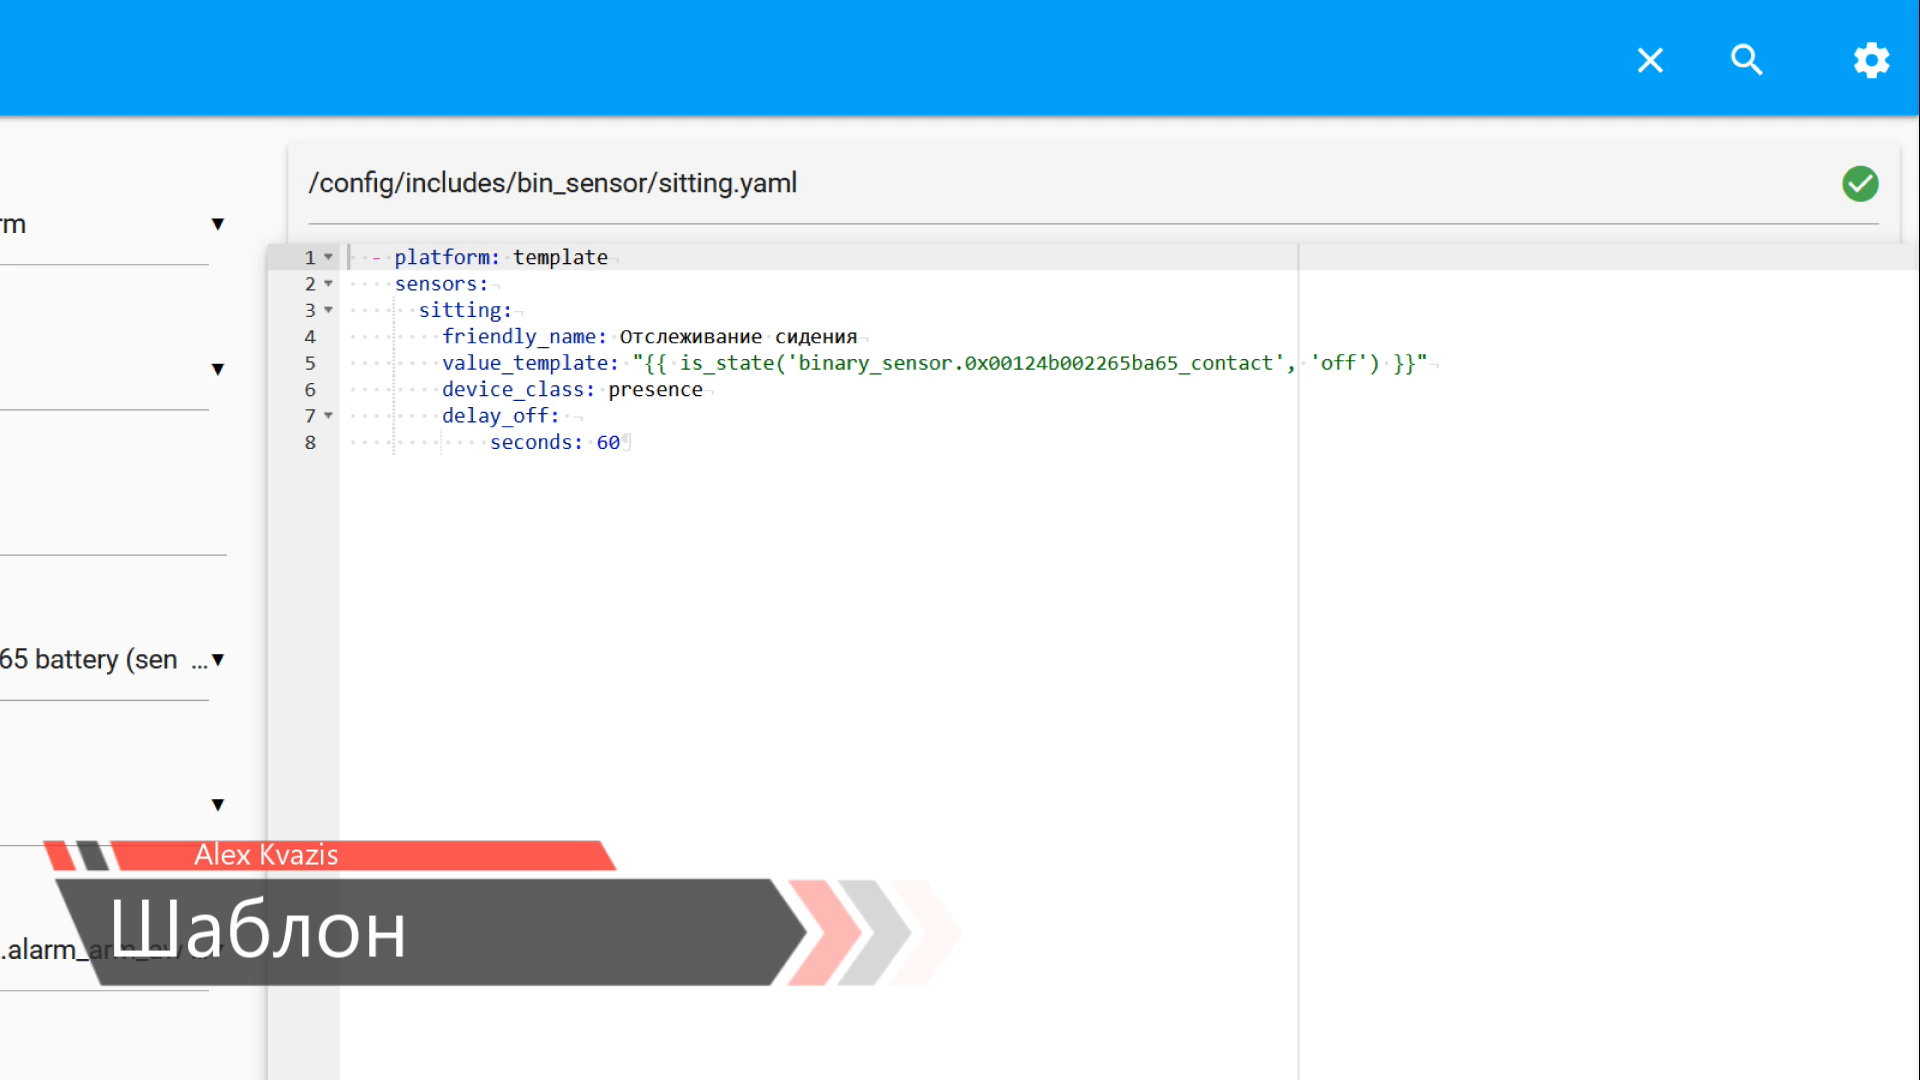 /config/includes/bin_sensor/sitting.yaml
rm
1 - platform: template
2 sensors:
3 sitting:
4 friendly_name: Отслеживание сидения
5 value_template: "{{ is_state('binary_sensor.0x00124b002265ba65_contact', 'off') }}"
6 device_class: presence
7 delay_off:
8 seconds: 60
65 battery (sen ...
Alex Kvazis
Шаблон
.alarm_arm_aw